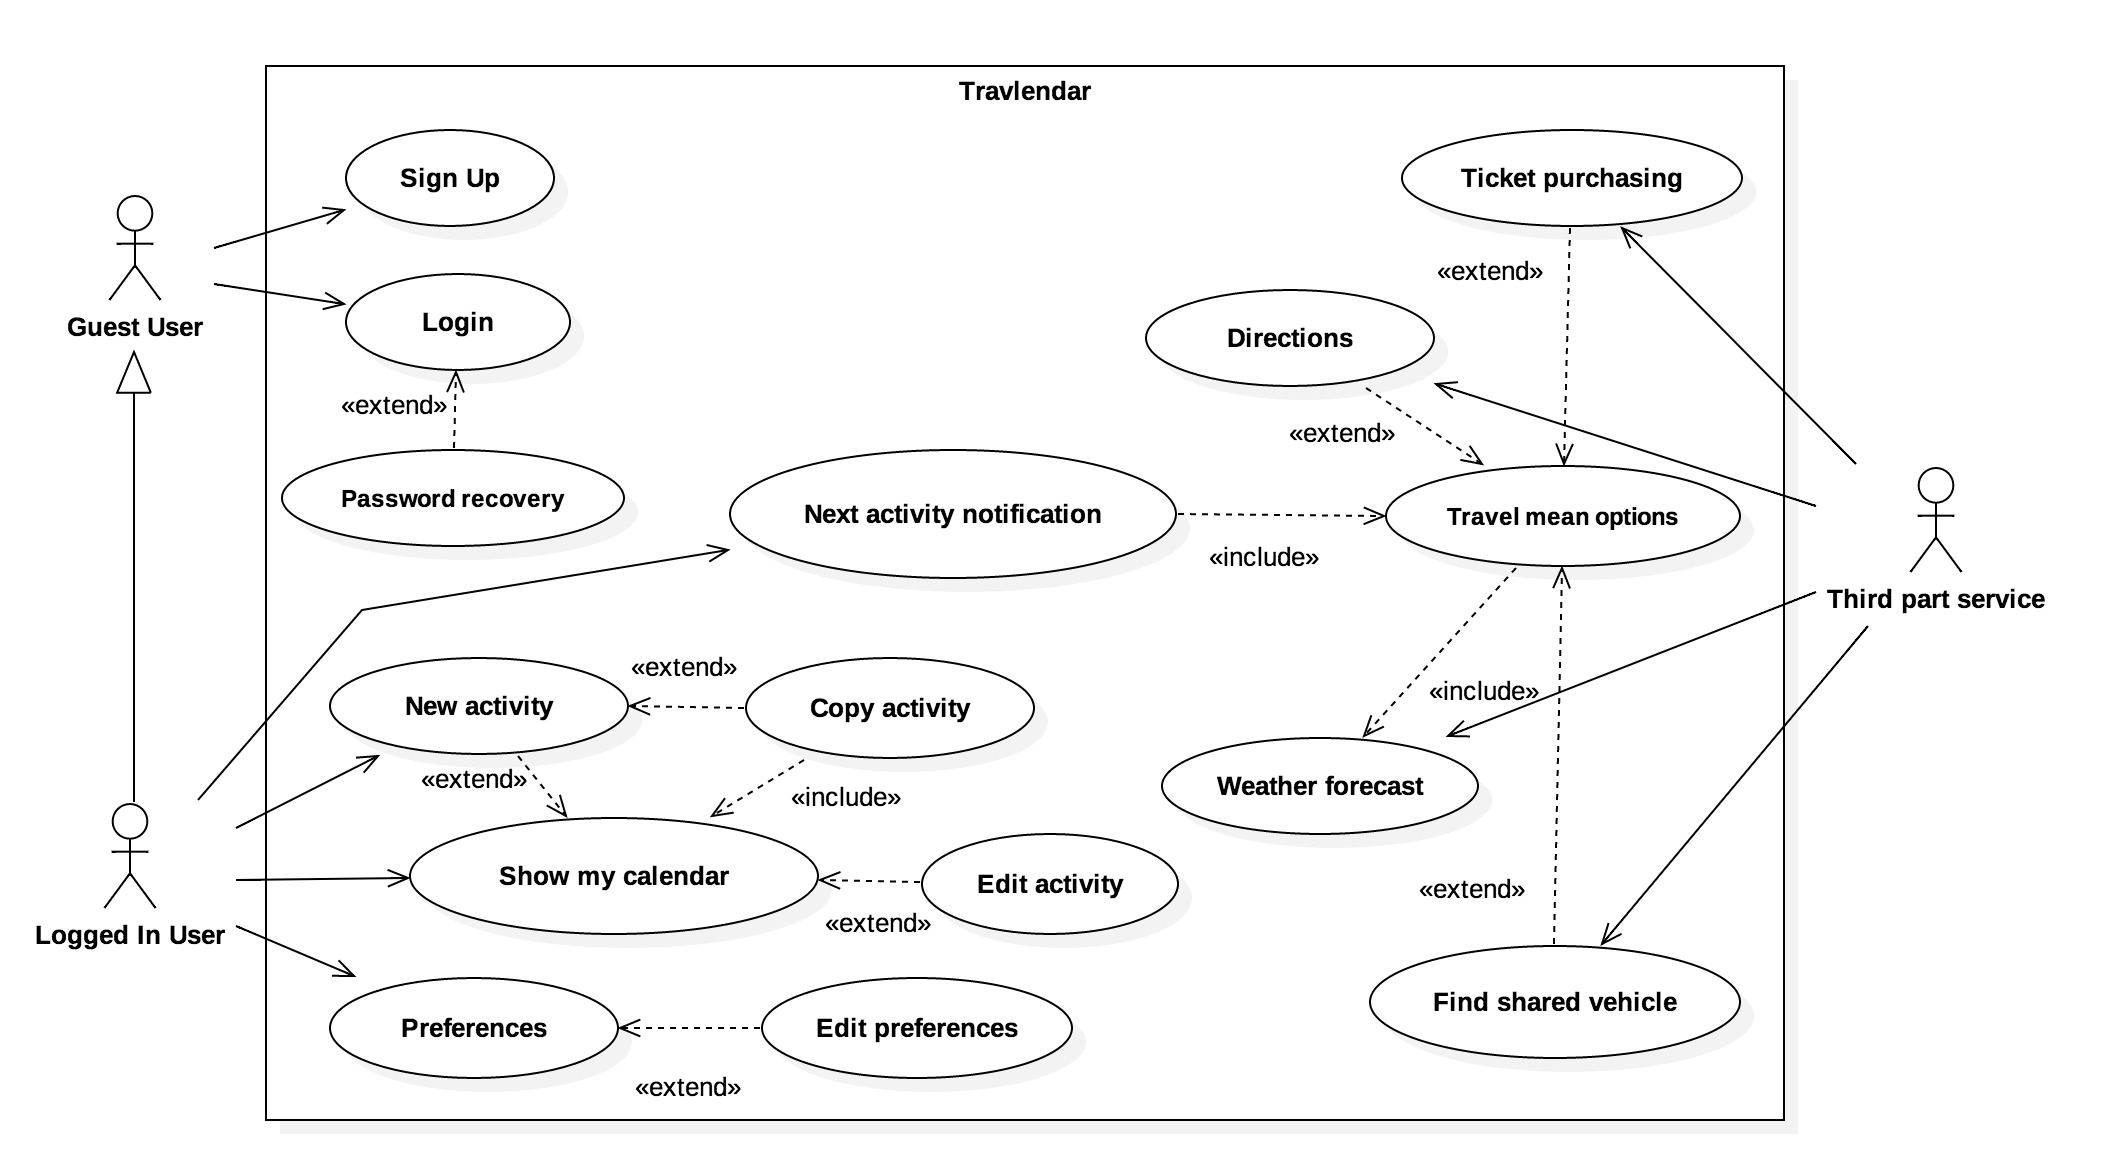 Travlendar
Sign Up
Ticket purchasing
«extend»
Guest User
Login
Directions
«extend»
«extend»
Password recovery
Next activity notification
Travel mean options
«include»
Third part service
«extend»
New activity
Copy activity
«include»
«extend»
«include»
Weather forecast
Show my calendar
Edit activity
«extend»
«extend»
Logged In User
Preferences
Edit preferences
Find shared vehicle
«extend»